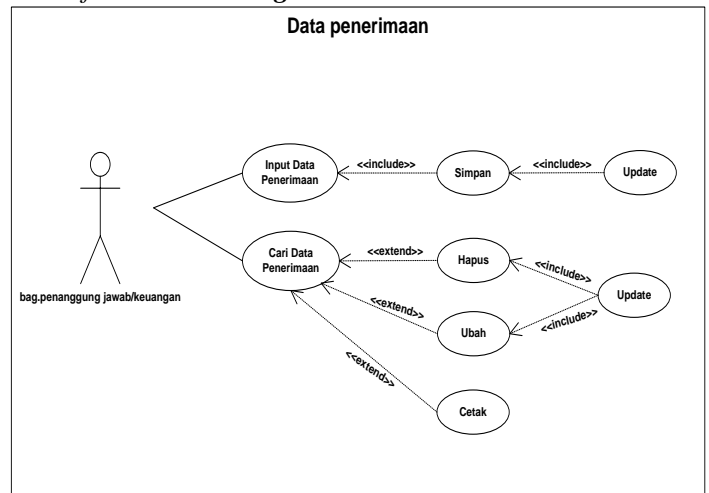 Data penerimaan
Input Data
Penerimaan
<<include>>
Simpan
<<include>>
Update
Cari Data
Penerimaan
<<extend>>
Hapus
<<include>>
Update
<<include>>
<<extend>>
Ubah
<<extend>>
Cetak
bag.penanggung jawab/keuangan